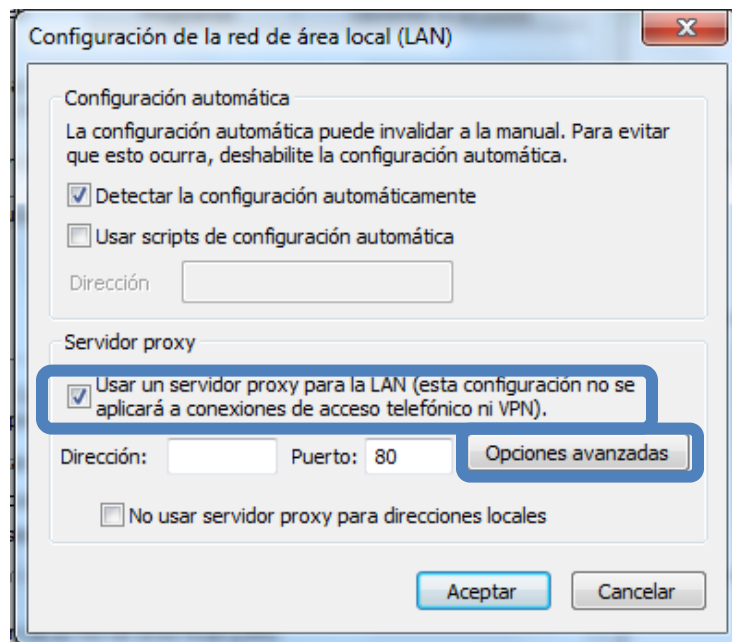 Configuración de la red de área local (LAN)
Configuración automática
La configuración automática puede invalidar a la manual. Para evitar
que esto ocurra, deshabilite la configuración automática.
Detectar la configuración automáticamente
Usar scripts de configuración automática
Dirección
Servidor proxy
Usar un servidor proxy para la LAN (esta configuración no se
aplicará a conexiones de acceso telefónico ni VPN).
Dirección: Puerto: 80 Opciones avanzadas
No usar servidor proxy para direcciones locales
Aceptar Cancelar